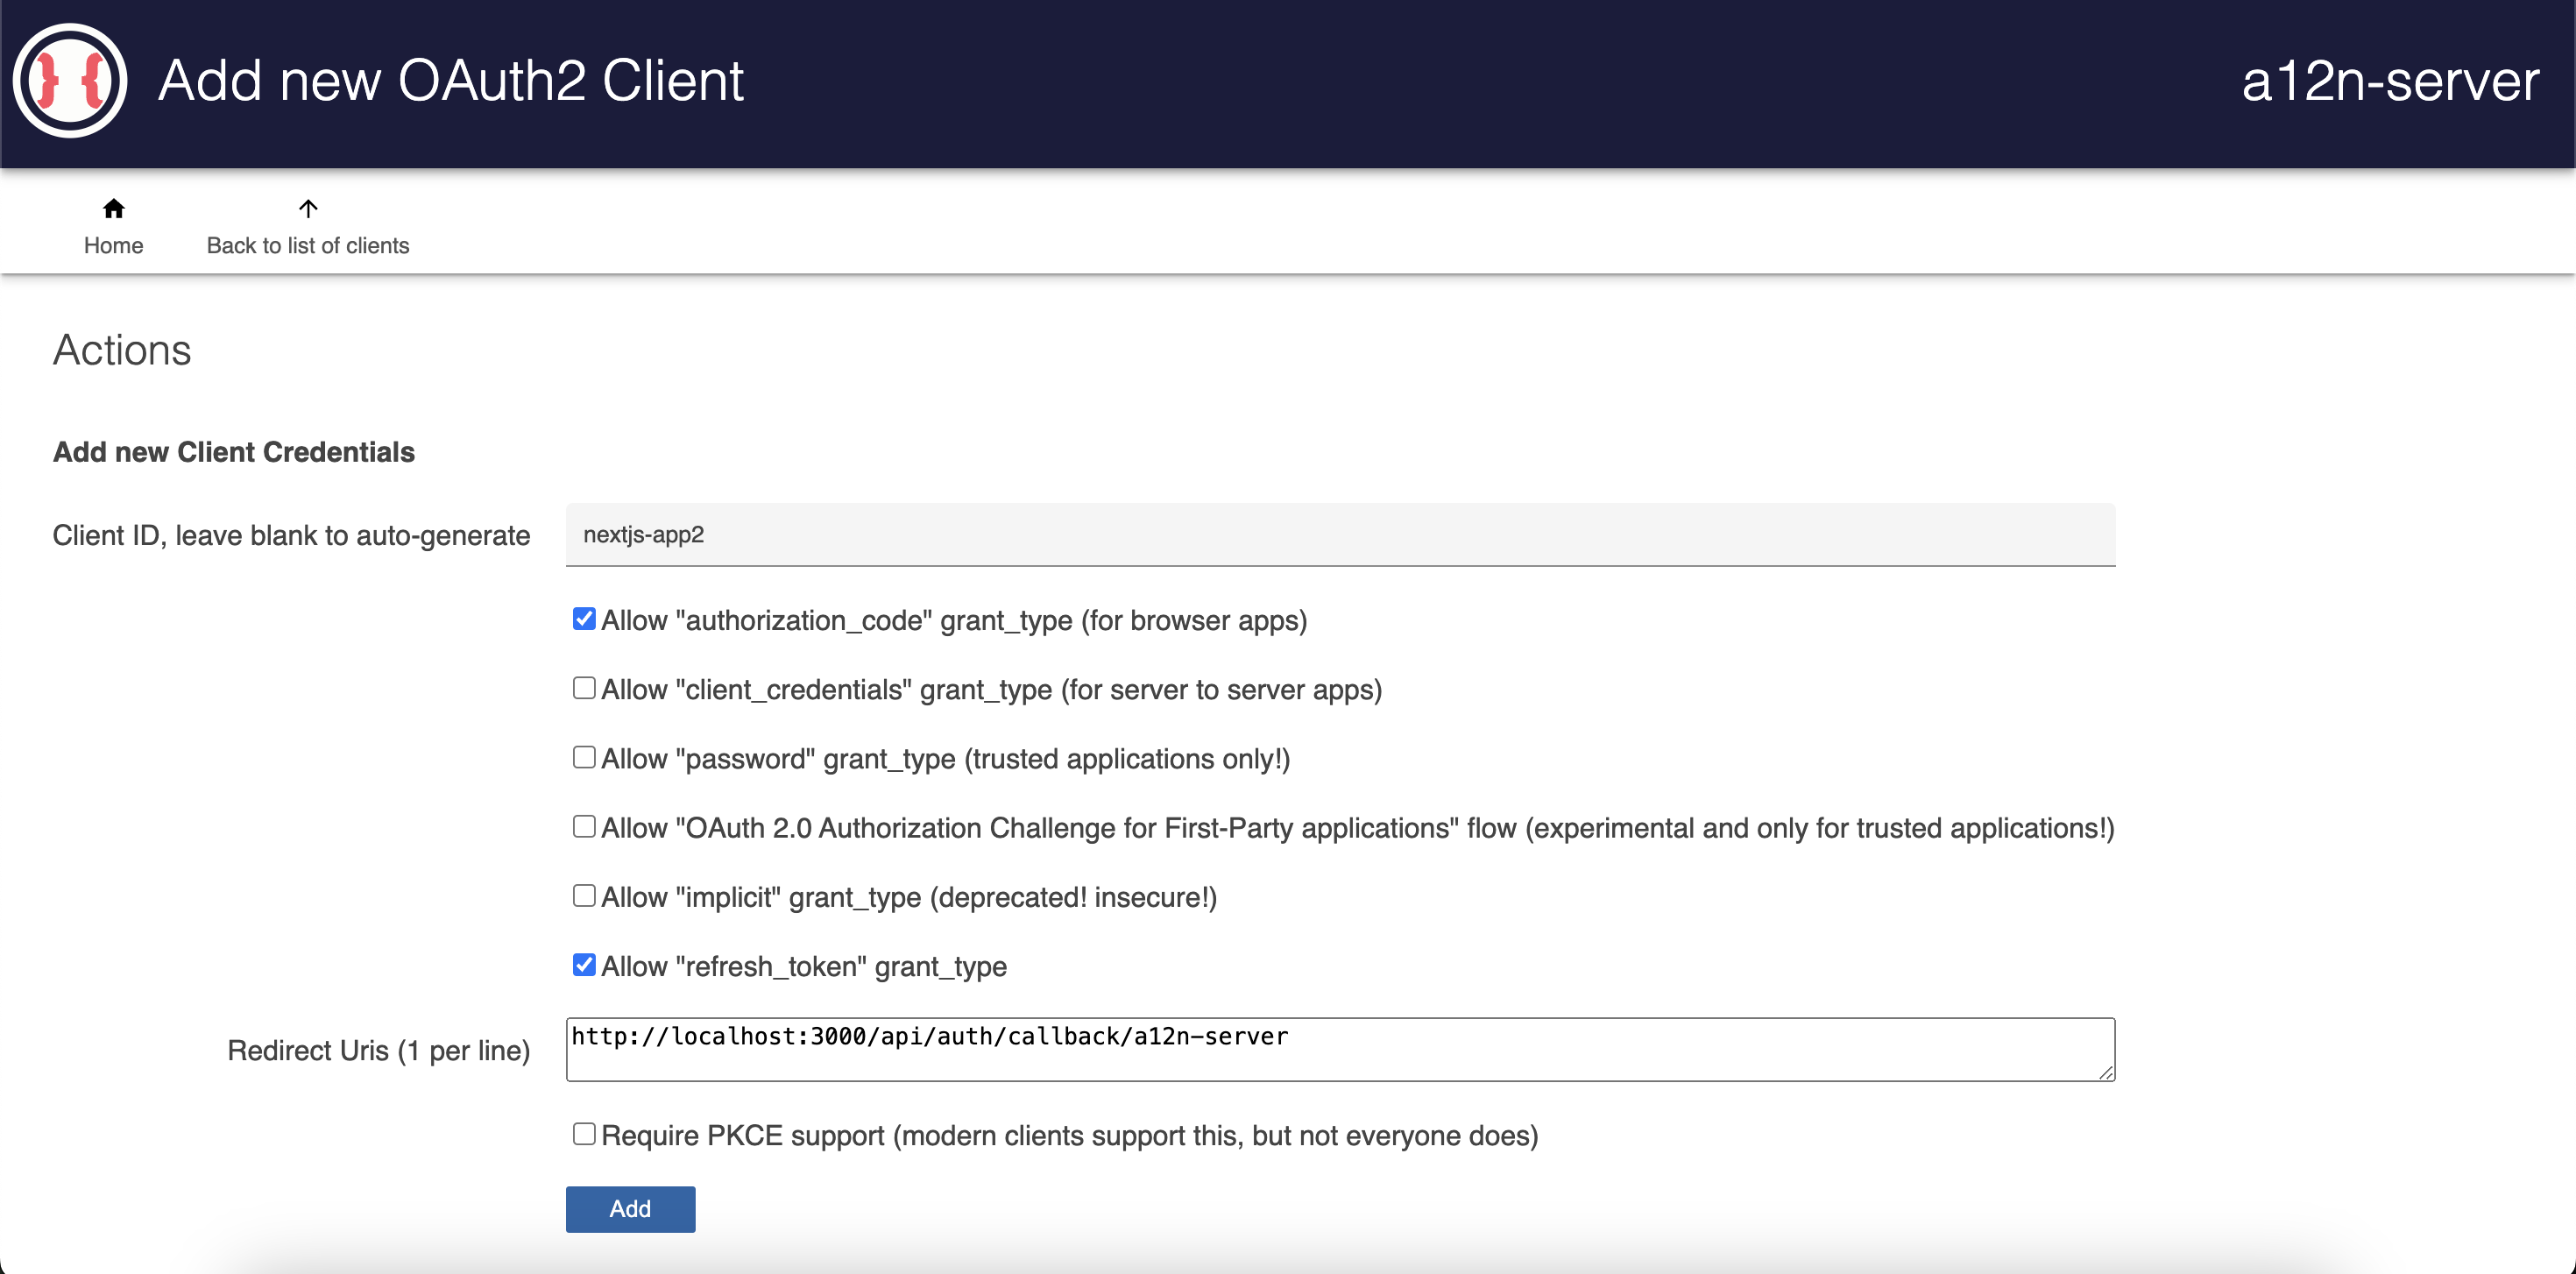 Add new OAuth2 Client
a12n-server
Home
Back to list of clients
Actions
Add new Client Credentials
Client ID, leave blank to auto-generate
nextjs-app2
Allow "authorization_code" grant_type (for browser apps)
Allow "client_credentials" grant_type (for server to server apps)
Allow "password" grant_type (trusted applications only!)
Allow "OAuth 2.0 Authorization Challenge for First-Party applications" flow (experimental and only for trusted applications!)
Allow "implicit" grant_type (deprecated! insecure!)
Allow "refresh_token" grant_type
Redirect Uris (1 per line)
http://localhost:3000/api/auth/callback/a12n-server
Require PKCE support (modern clients support this, but not everyone does)
Add